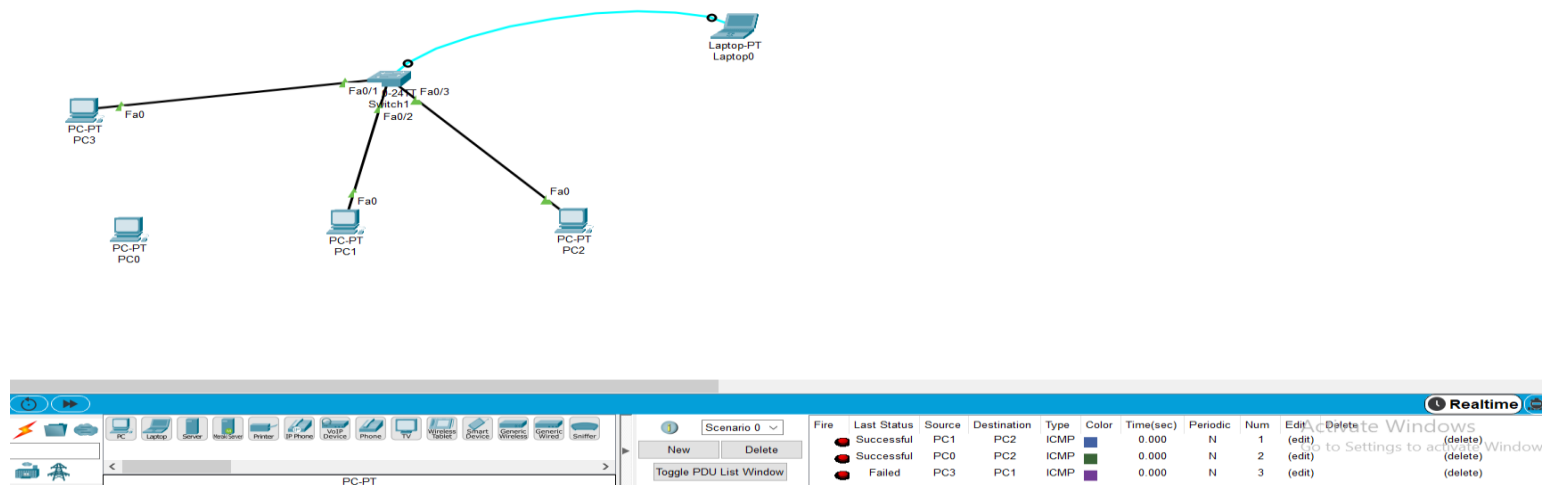 Laptop-PT
Laptop0
Fa0/1
-24TT
Fa0/3
Switch1
Fa0/2
Fa0
PC-PT
PC3
Fa0
Fa0
PC-PT
PC0
PC-PT
PC1
PC-PT
PC2
Realtime
PC
Laptop
Server
Meraki Server
Printer
IP Phone
VoIP Device
Phone
TV
Wireless Tablet
Smart Device
Generic Wireless
Generic Wired
Sniffer
PC-PT
Scenario 0
New Delete
Toggle PDU List Window
Fire Last Status Source Destination Type Color Time(sec) Periodic Num Edit Delete
Successful PC1 PC2 ICMP 0.000 N 1 (edit) (delete)
Successful PC0 PC2 ICMP 0.000 N 2 (edit) (delete)
Failed PC3 PC1 ICMP 0.000 N 3 (edit) (delete)
Activate Windows
Go to Settings to activate Window